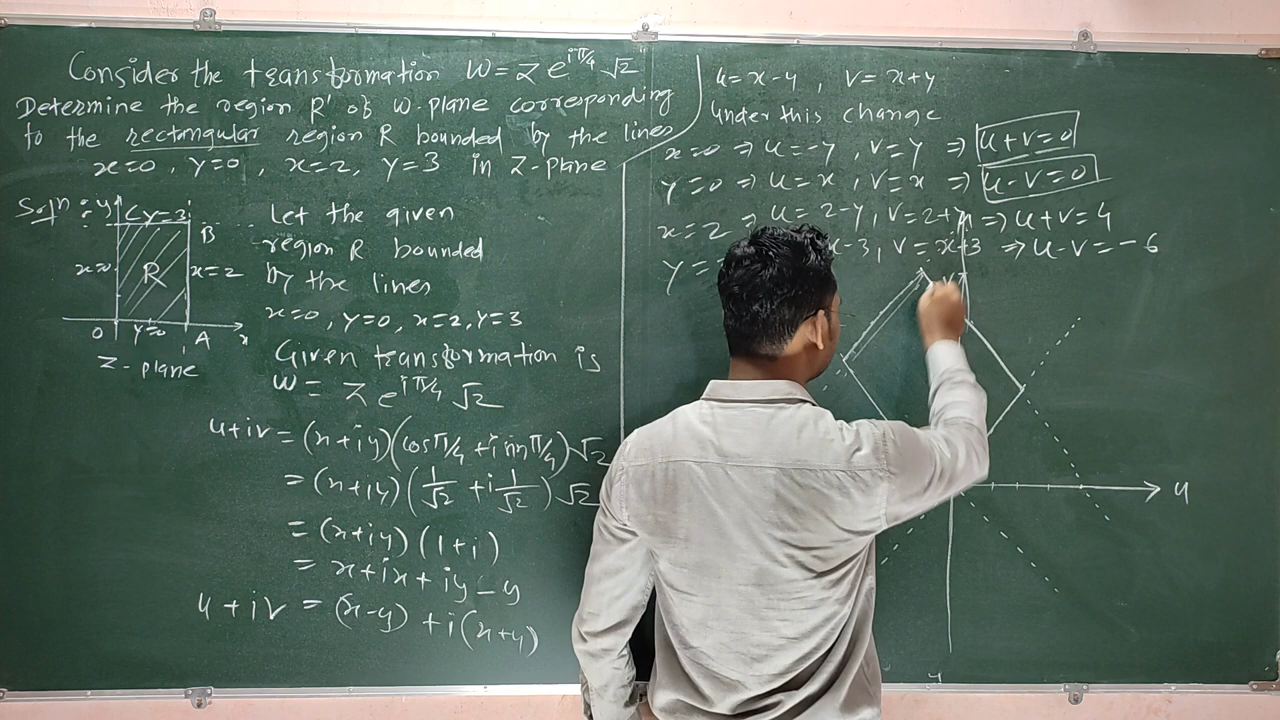 Consider the transformation W = Z e^{iπ/4} √2
Determine the region R' of W-plane corresponding
to the rectangular region R bounded by the lines
x=0, y=0, x=2, y=3 in Z-plane
Soln :-
y
C y=3
B
x=0
R
x=2
O
y=0
A
x
Z-plane
Let the given
region R bounded
by the lines
x=0, y=0, x=2, y=3
Given transformation is
W = Z e^{iπ/4} √2
u+iv = (x+iy)(cosπ/4 + i sinπ/4)√2
= (x+iy)(1/√2 + i 1/√2)√2
= (x+iy)(1+i)
= x+ix+iy-y
u+iv = (x-y) + i(x+y)
u=x-y, v=x+y
Under this change
x=0 ⇒ u=-y, v=y ⇒ u+v=0
y=0 ⇒ u=x, v=x ⇒ u-v=0
x=2 ⇒ u=2-y, v=2+y ⇒ u+v=4
y= x-3, v=x+3 ⇒ u-v=-6
v
u